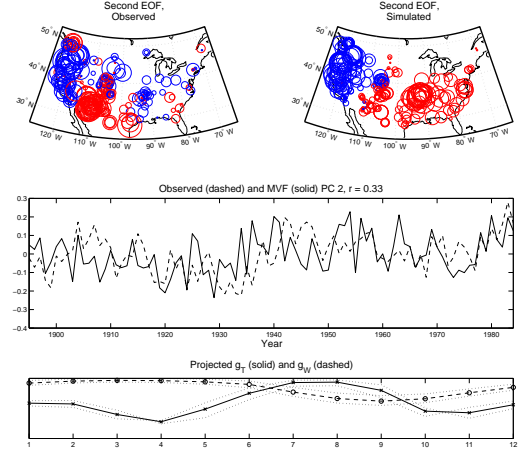 Second EOF,
Observed
Second EOF,
Simulated
50°N
40°N
30°N
120°W
110°W
100°W
90°W
80°W
70°W
50°N
40°N
30°N
120°W
110°W
100°W
90°W
80°W
70°W
Observed (dashed) and MVF (solid) PC 2, r = 0.33
0.3
0.2
0.1
0
−0.1
−0.2
−0.3
−0.4
1900 1910 1920 1930 1940 1950 1960 1970 1980
Year
Projected g_T (solid) and g_W (dashed)
1 2 3 4 5 6 7 8 9 10 11 12